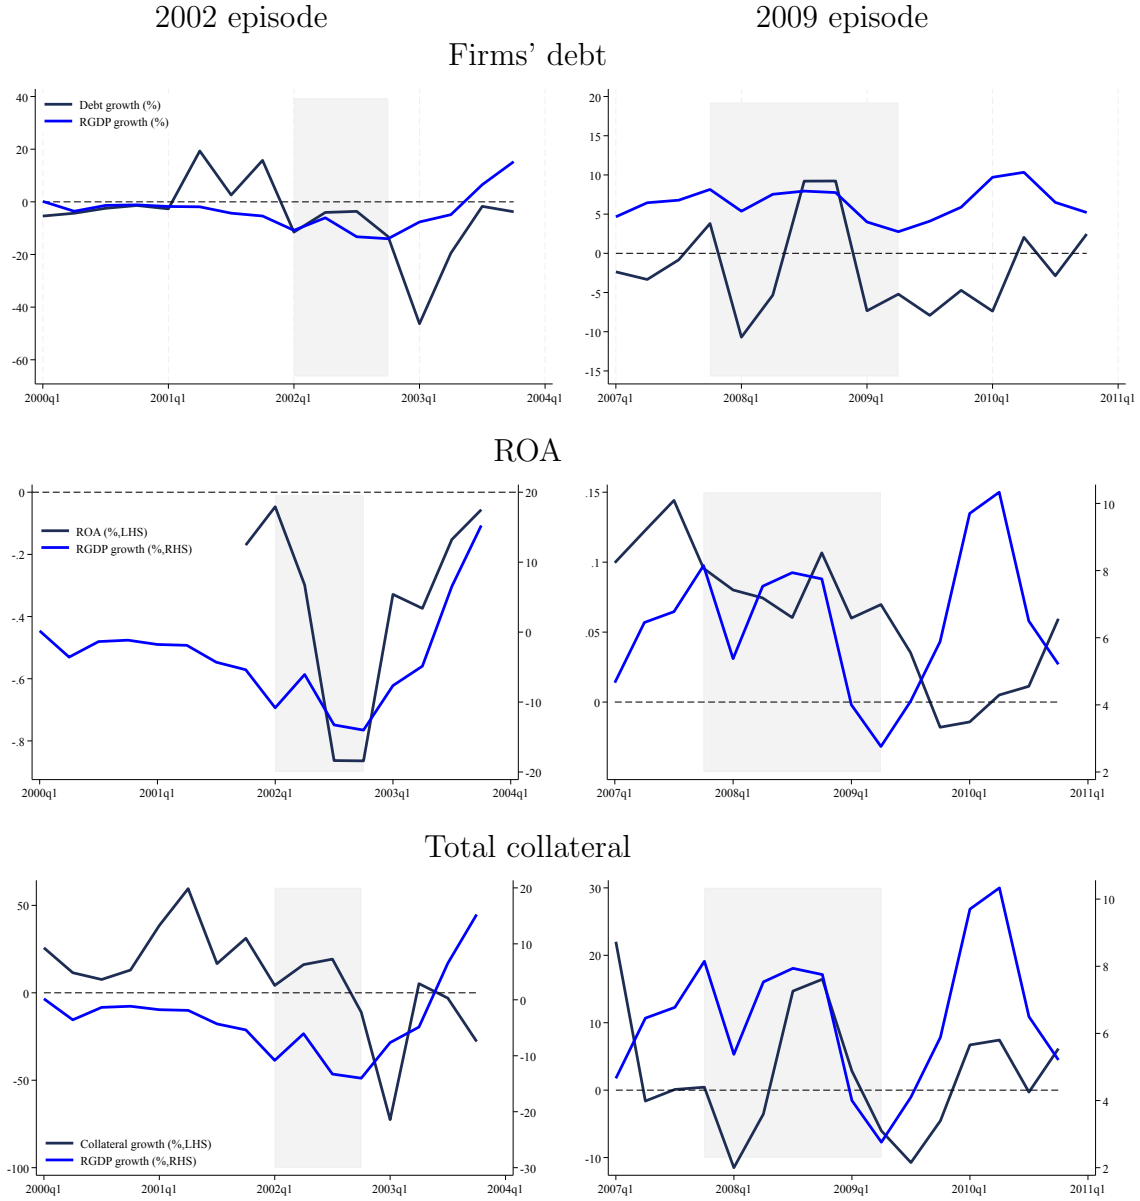 2002 episode
2009 episode
Firms' debt
40
20
0
-20
-40
-60
Debt growth (%)
RGDP growth (%)
2000q1
2001q1
2002q1
2003q1
2004q1
20
15
10
5
0
-5
-10
-15
2007q1
2008q1
2009q1
2010q1
2011q1
ROA
0
-.2
-.4
-.6
-.8
ROA (%,LHS)
RGDP growth (%,RHS)
20
10
0
-10
-20
2000q1
2001q1
2002q1
2003q1
2004q1
.15
.1
.05
0
10
8
6
4
2
2007q1
2008q1
2009q1
2010q1
2011q1
Total collateral
50
0
-50
-100
Collateral growth (%,LHS)
RGDP growth (%,RHS)
20
10
0
-10
-20
-30
2000q1
2001q1
2002q1
2003q1
2004q1
30
20
10
0
-10
10
8
6
4
2
2007q1
2008q1
2009q1
2010q1
2011q1